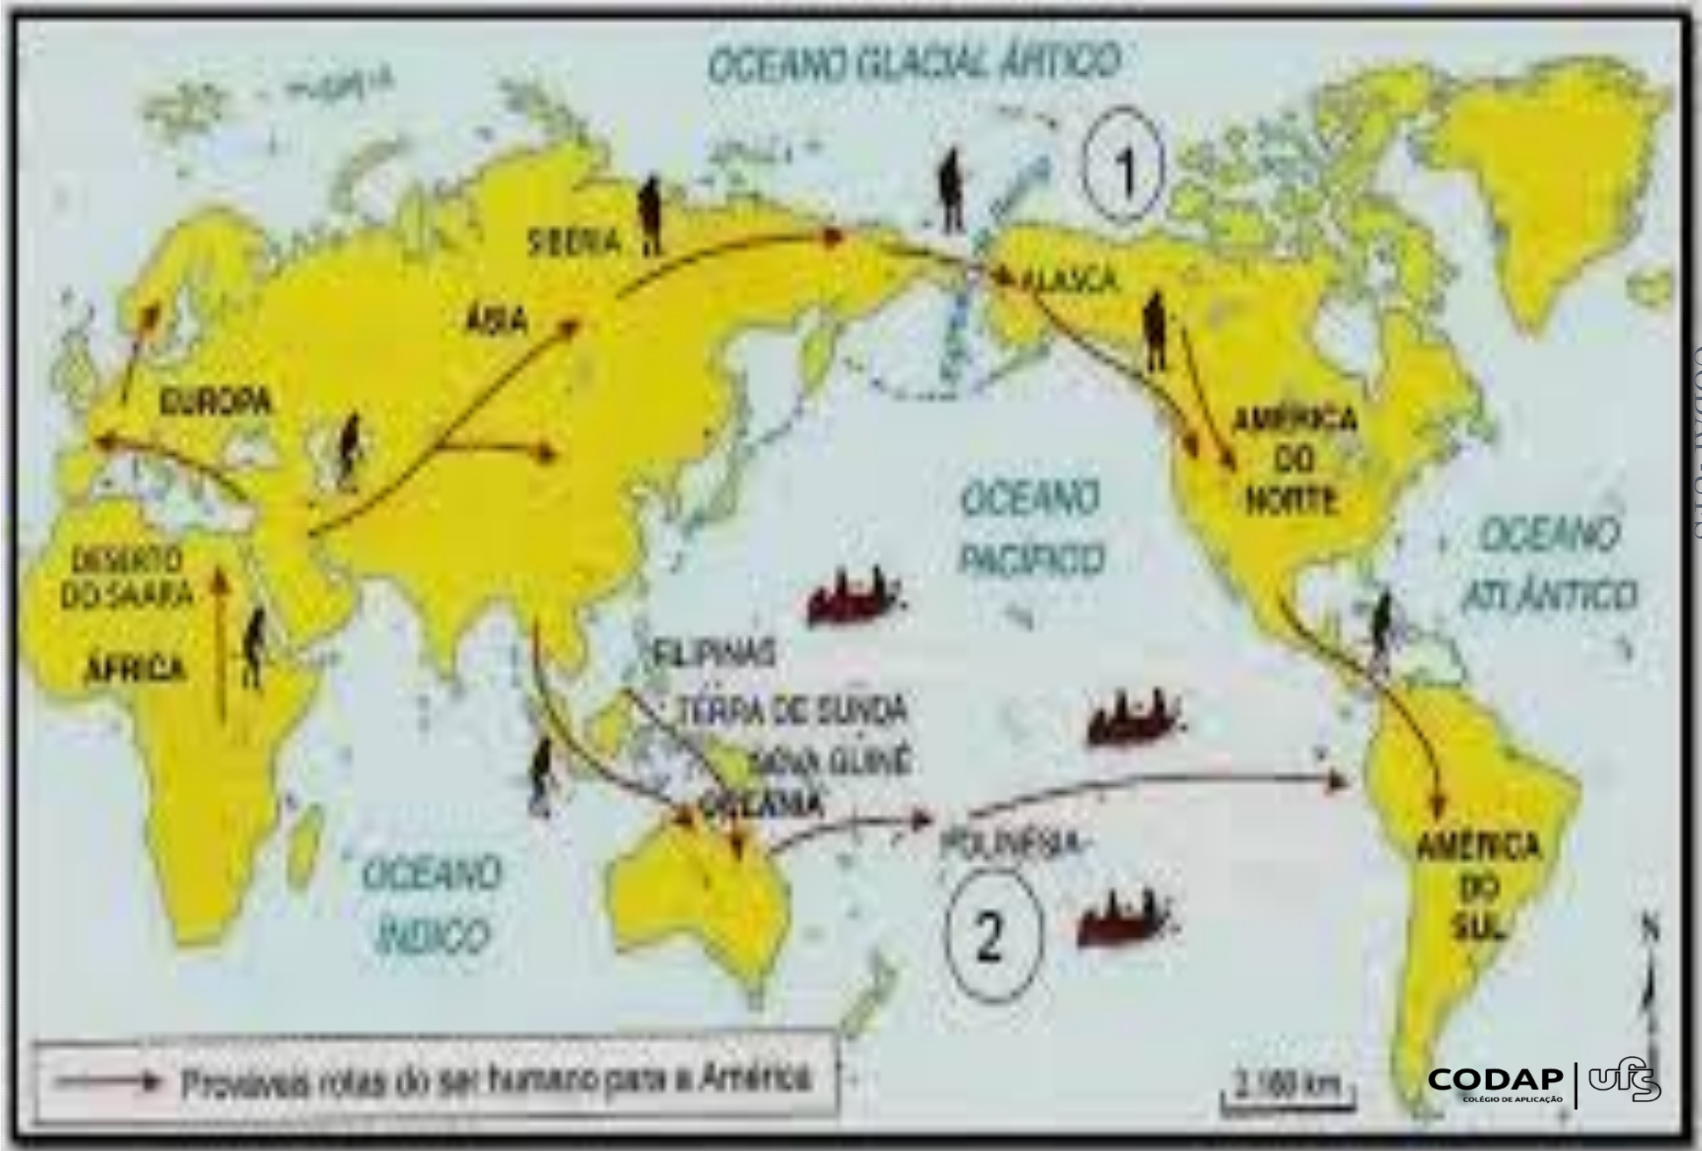 OCEANO GLACIAL ÁRTICO
1
SIBÉRIA
ALASCA
ÁSIA
EUROPA
AMÉRICA
DO
NORTE
OCEANO
PACÍFICO
OCEANO
ATLÂNTICO
DESERTO
DO SAARA
ÁFRICA
FILIPINAS
TERRA DE SUNDA
NOVA GUINÉ
OCEANIA
POLINÉSIA
OCEANO
ÍNDICO
2
AMÉRICA
DO
SUL
N
Prováveis rotas do ser humano para a América
CODAP
COLÉGIO DE APLICAÇÃO
ufs